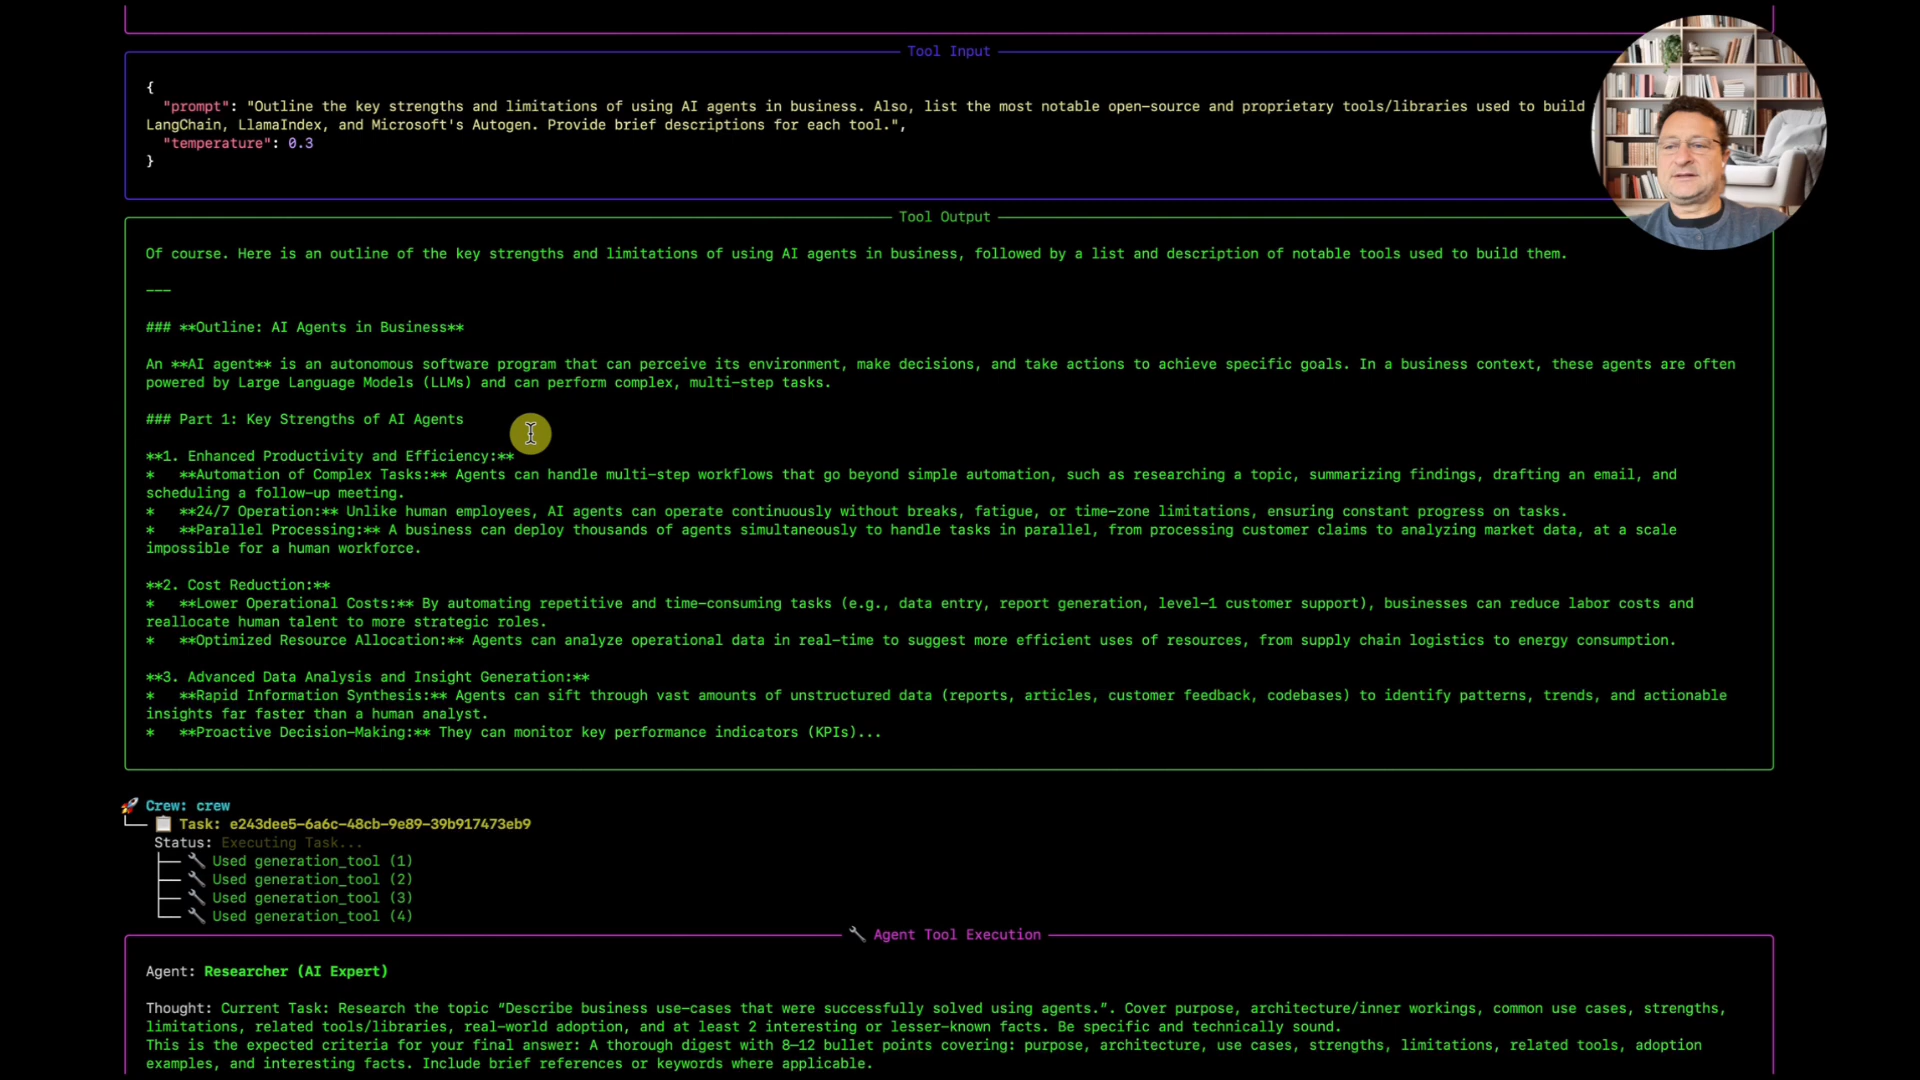 Tool Input
{
"prompt": "Outline the key strengths and limitations of using AI agents in business. Also, list the most notable open-source and proprietary tools/libraries used to build
LangChain, LlamaIndex, and Microsoft's Autogen. Provide brief descriptions for each tool.",
"temperature": 0.3
}
Tool Output
Of course. Here is an outline of the key strengths and limitations of using AI agents in business, followed by a list and description of notable tools used to build them.
---
### **Outline: AI Agents in Business**
An **AI agent** is an autonomous software program that can perceive its environment, make decisions, and take actions to achieve specific goals. In a business context, these agents are often
powered by Large Language Models (LLMs) and can perform complex, multi-step tasks.
### Part 1: Key Strengths of AI Agents
**1. Enhanced Productivity and Efficiency:**
* **Automation of Complex Tasks:** Agents can handle multi-step workflows that go beyond simple automation, such as researching a topic, summarizing findings, drafting an email, and
scheduling a follow-up meeting.
* **24/7 Operation:** Unlike human employees, AI agents can operate continuously without breaks, fatigue, or time-zone limitations, ensuring constant progress on tasks.
* **Parallel Processing:** A business can deploy thousands of agents simultaneously to handle tasks in parallel, from processing customer claims to analyzing market data, at a scale
impossible for a human workforce.
**2. Cost Reduction:**
* **Lower Operational Costs:** By automating repetitive and time-consuming tasks (e.g., data entry, report generation, level-1 customer support), businesses can reduce labor costs and
reallocate human talent to more strategic roles.
* **Optimized Resource Allocation:** Agents can analyze operational data in real-time to suggest more efficient uses of resources, from supply chain logistics to energy consumption.
**3. Advanced Data Analysis and Insight Generation:**
* **Rapid Information Synthesis:** Agents can sift through vast amounts of unstructured data (reports, articles, customer feedback, codebases) to identify patterns, trends, and actionable
insights far faster than a human analyst.
* **Proactive Decision-Making:** They can monitor key performance indicators (KPIs)...
🚀 Crew: crew
📋 Task: e243dee5-6a6c-48cb-9e89-39b917473eb9
Status: Executing Task...
🔧 Used generation_tool (1)
🔧 Used generation_tool (2)
🔧 Used generation_tool (3)
🔧 Used generation_tool (4)
🔧 Agent Tool Execution
Agent: Researcher (AI Expert)
Thought: Current Task: Research the topic “Describe business use-cases that were successfully solved using agents.”. Cover purpose, architecture/inner workings, common use cases, strengths,
limitations, related tools/libraries, real-world adoption, and at least 2 interesting or lesser-known facts. Be specific and technically sound.
This is the expected criteria for your final answer: A thorough digest with 8–12 bullet points covering: purpose, architecture, use cases, strengths, limitations, related tools, adoption
examples, and interesting facts. Include brief references or keywords where applicable.